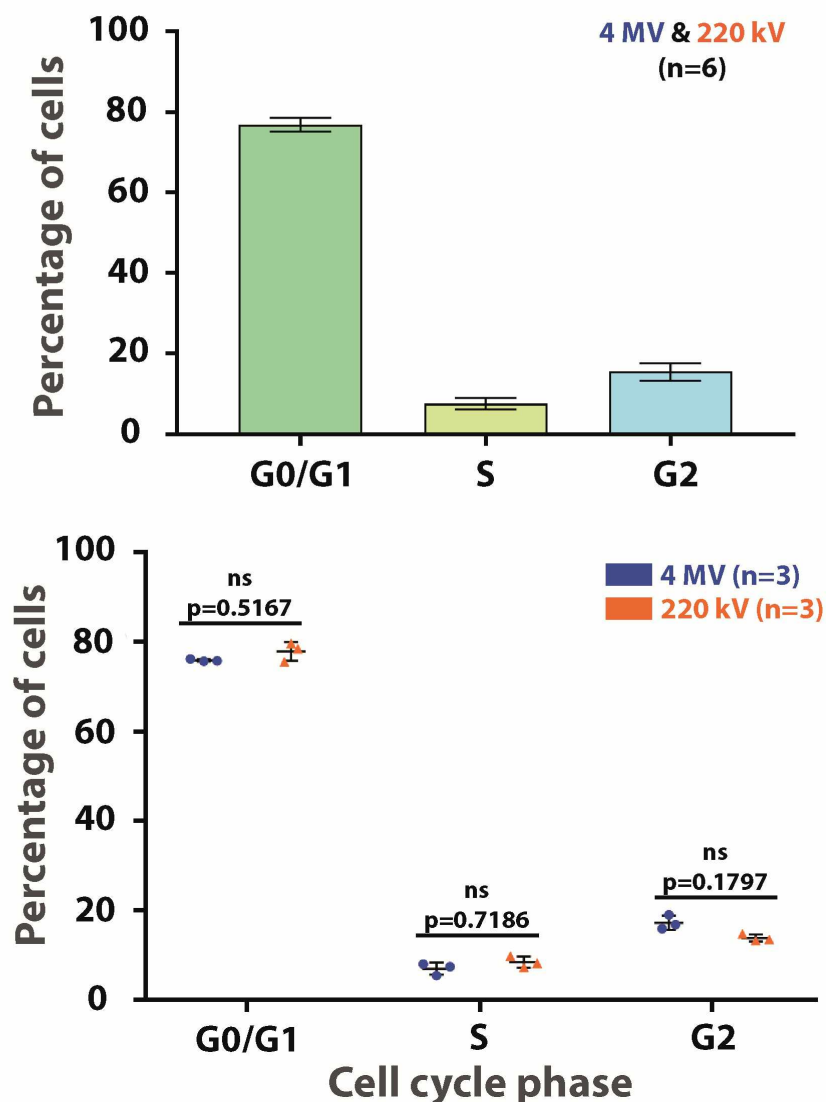 100
80
60
40
20
0
Percentage of cells
4 MV & 220 kV
(n=6)
G0/G1 S G2
100
80
60
40
20
0
Percentage of cells
4 MV (n=3)
220 kV (n=3)
ns
p=0.5167
ns
p=0.7186
ns
p=0.1797
G0/G1 S G2
Cell cycle phase